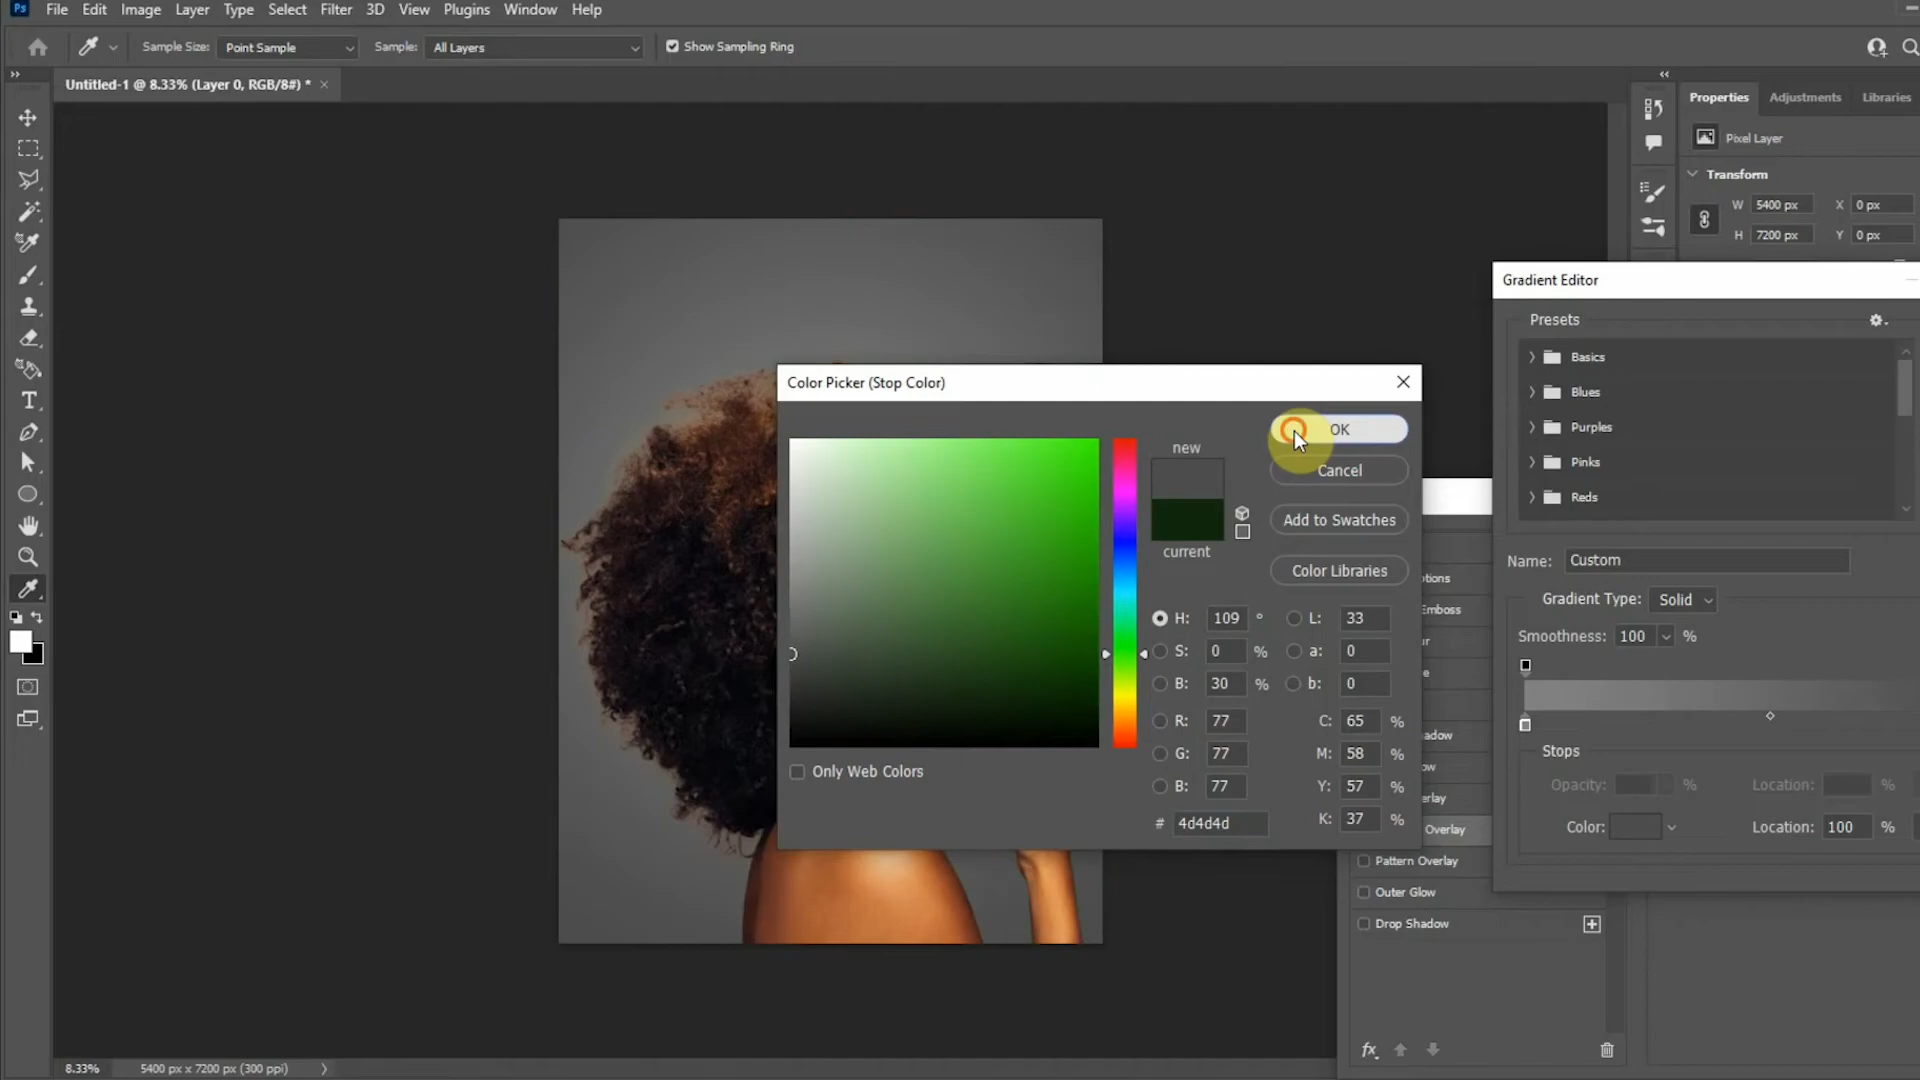 Ps File Edit Image Layer Type Select Filter 3D View Plugins Window Help
Sample Size: Point Sample Sample: All Layers Show Sampling Ring
Untitled-1 @ 8.33% (Layer 0, RGB/8#) *
Properties Adjustments Libraries
Pixel Layer
Transform
W 5400 px X 0 px
H 7200 px Y 0 px
Gradient Editor
Presets
Basics
Blues
Purples
Pinks
Reds
Name: Custom
Gradient Type: Solid
Smoothness: 100 %
Stops
Opacity: % Location: %
Color: Location: 100 %
Color Picker (Stop Color)
new
current
OK
Cancel
Add to Swatches
Color Libraries
H: 109 ° L: 33
S: 0 % a: 0
B: 30 % b: 0
R: 77 C: 65 %
G: 77 M: 58 %
B: 77 Y: 57 %
# 4d4d4d K: 37 %
Only Web Colors
Emboss
Overlay
Pattern Overlay
Outer Glow
Drop Shadow
fx
T
8.33% 5400 px x 7200 px (300 ppi)